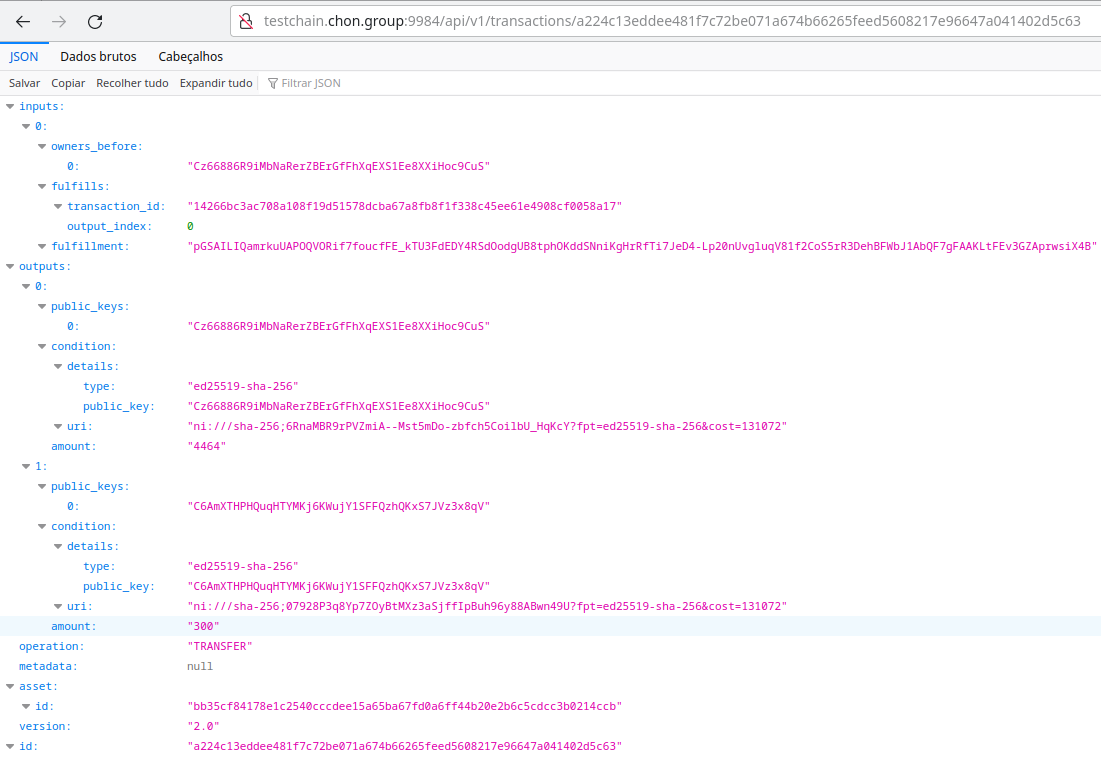 testchain.chon.group:9984/api/v1/transactions/a224c13eddee481f7c72be071a674b66265feed5608217e96647a041402d5c63
JSON Dados brutos Cabeçalhos
Salvar Copiar Recolher tudo Expandir tudo Filtrar JSON
inputs:
0:
owners_before:
0: "Cz66886R9iMbNaRerZBErGfFhXqEXS1Ee8XXiHoc9CuS"
fulfills:
transaction_id: "14266bc3ac708a108f19d51578dcba67a8fb8f1f338c45ee61e4908cf0058a17"
output_index: 0
fulfillment: "pGSAILIQamrkuUAPOQVORif7foucfFE_kTU3FdEDY4RSdOodgUB8tphOKddSNniKgHrRfTi7JeD4-Lp20nUvgluqV81f2CoS5rR3DehBFWbJ1AbQF7gFAAKLtFEv3GZAprwsiX4B"
outputs:
0:
public_keys:
0: "Cz66886R9iMbNaRerZBErGfFhXqEXS1Ee8XXiHoc9CuS"
condition:
details:
type: "ed25519-sha-256"
public_key: "Cz66886R9iMbNaRerZBErGfFhXqEXS1Ee8XXiHoc9CuS"
uri: "ni:///sha-256;6RnaMBR9rPVZmiA--Mst5mDo-zbfch5CoilbU_HqKcY?fpt=ed25519-sha-256&cost=131072"
amount: "4464"
1:
public_keys:
0: "C6AmXTHPHQuqHTYMKj6KWujY1SFFQzhQKxS7JVz3x8qV"
condition:
details:
type: "ed25519-sha-256"
public_key: "C6AmXTHPHQuqHTYMKj6KWujY1SFFQzhQKxS7JVz3x8qV"
uri: "ni:///sha-256;07928P3q8Yp7ZOyBtMXz3aSjffIpBuh96y88ABwn49U?fpt=ed25519-sha-256&cost=131072"
amount: "300"
operation: "TRANSFER"
metadata: null
asset:
id: "bb35cf84178e1c2540cccdee15a65ba67fd0a6ff44b20e2b6c5cdcc3b0214ccb"
version: "2.0"
id: "a224c13eddee481f7c72be071a674b66265feed5608217e96647a041402d5c63"